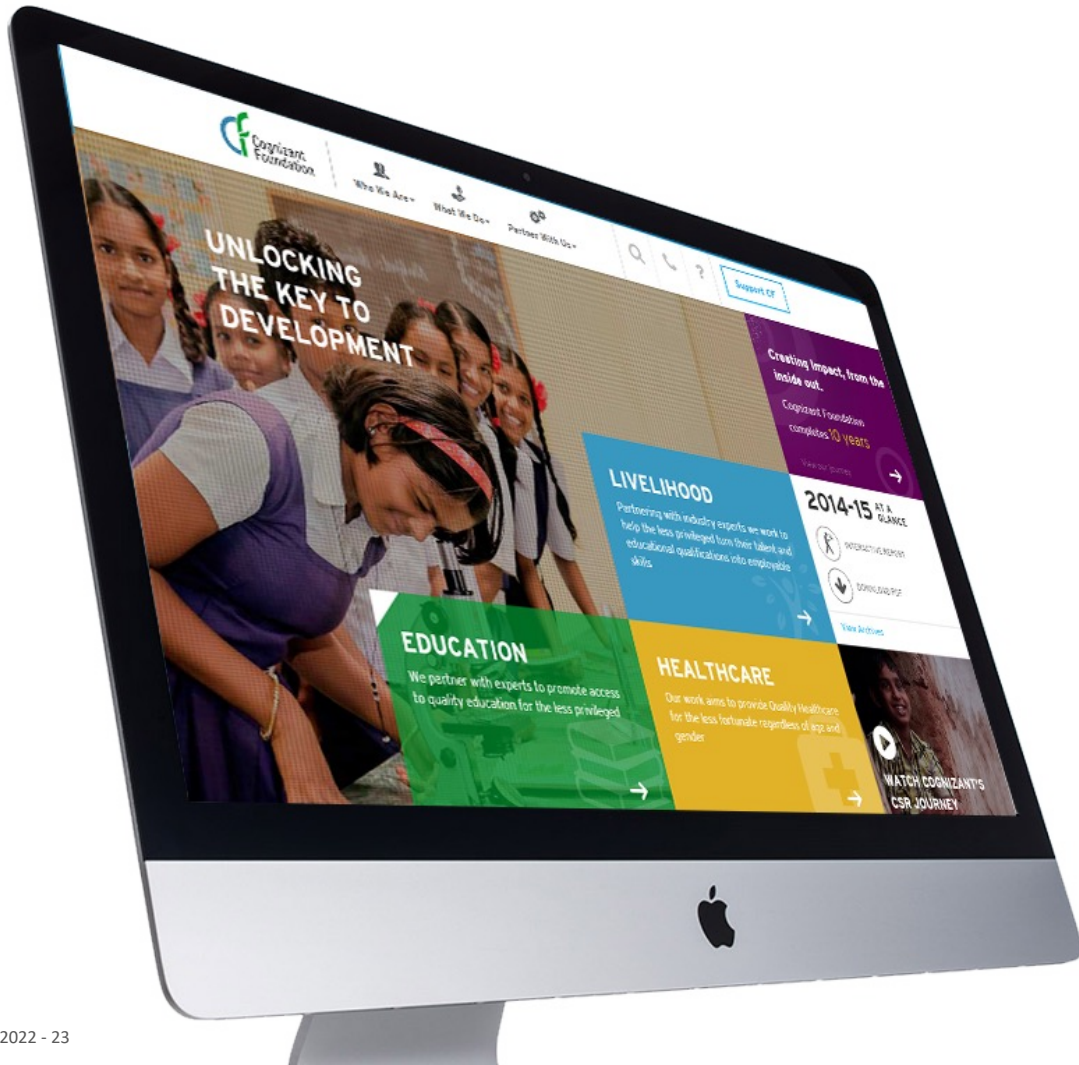 Cognizant
Foundation
Who We Are
What We Do
Partner With Us
?
Support CF
UNLOCKING
THE KEY TO
DEVELOPMENT
Creating Impact, from the
inside out.
Cognizant Foundation
completes 10 years
View our journey
LIVELIHOOD
Partnering with industry experts we work to
help the less privileged turn their talent and
educational qualifications into employable
skills
2014-15 AT A
GLANCE
INTERACTIVE REPORT
DOWNLOAD PDF
View Archives
EDUCATION
We partner with experts to promote access
to quality education for the less privileged
HEALTHCARE
Our work aims to provide Quality Healthcare
for the less fortunate regardless of age and
gender
WATCH COGNIZANT'S
CSR JOURNEY
2022 - 23